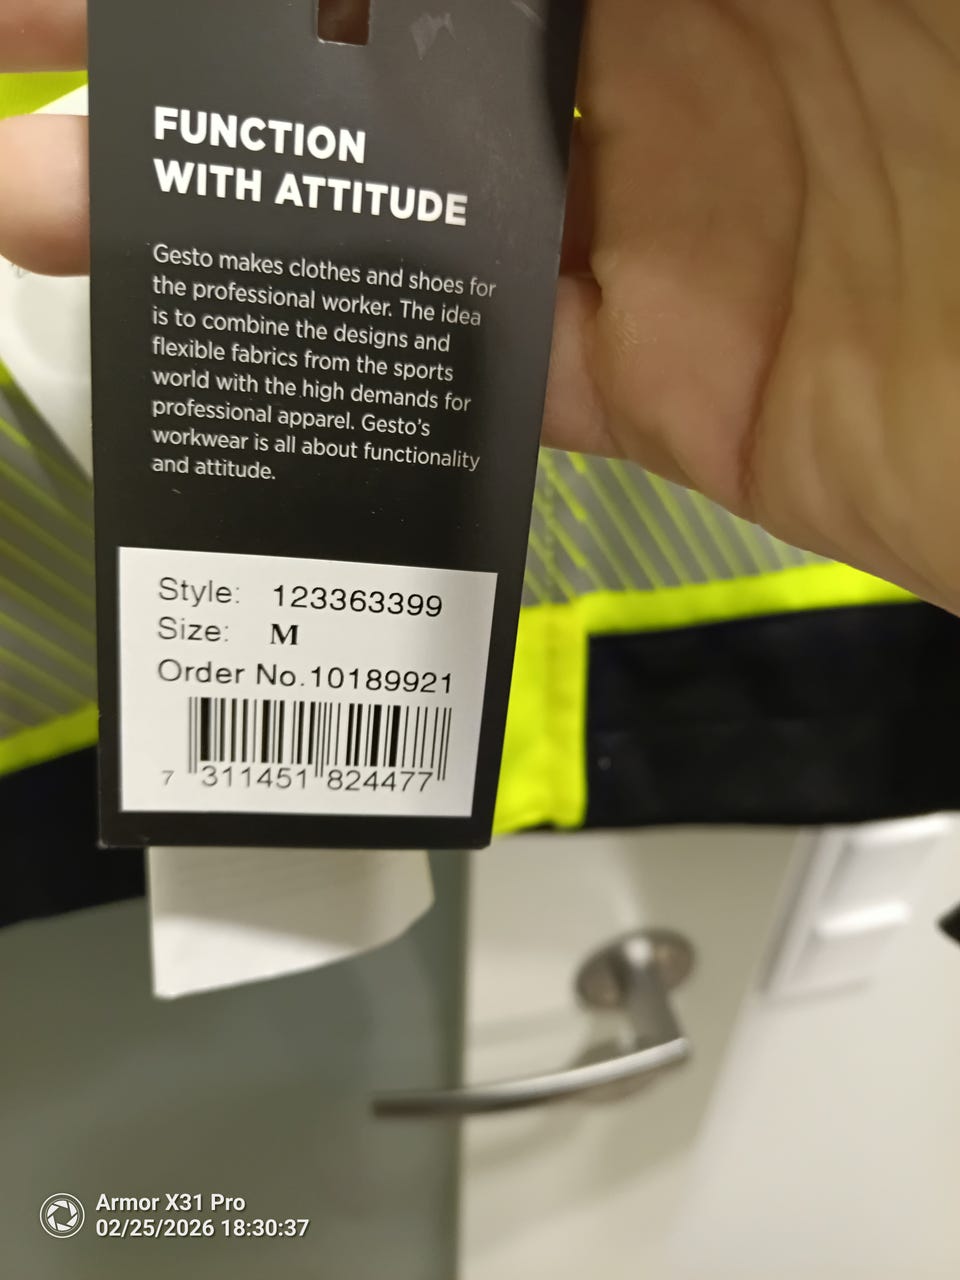 FUNCTION
WITH ATTITUDE
Gesto makes clothes and shoes for
the professional worker. The idea
is to combine the designs and
flexible fabrics from the sports
world with the high demands for
professional apparel. Gesto's
workwear is all about functionality
and attitude.
Style: 123363399
Size: M
Order No.10189921
7 311451 824477
Armor X31 Pro
02/25/2026 18:30:37